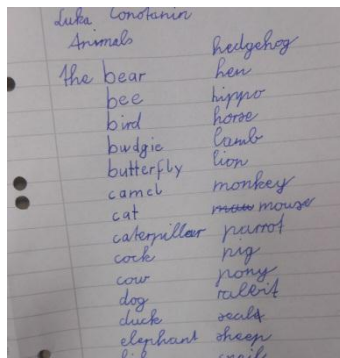 Luka
Animals
the bear
bee
bird
budgie
butterfly
camel
cat
caterpillar
cock
cow
dog
duck
elephant
hedgehog
hen
hippo
horse
lamb
lion
monkey
mouse
parrot
pig
pony
rabbit
seal
sheep